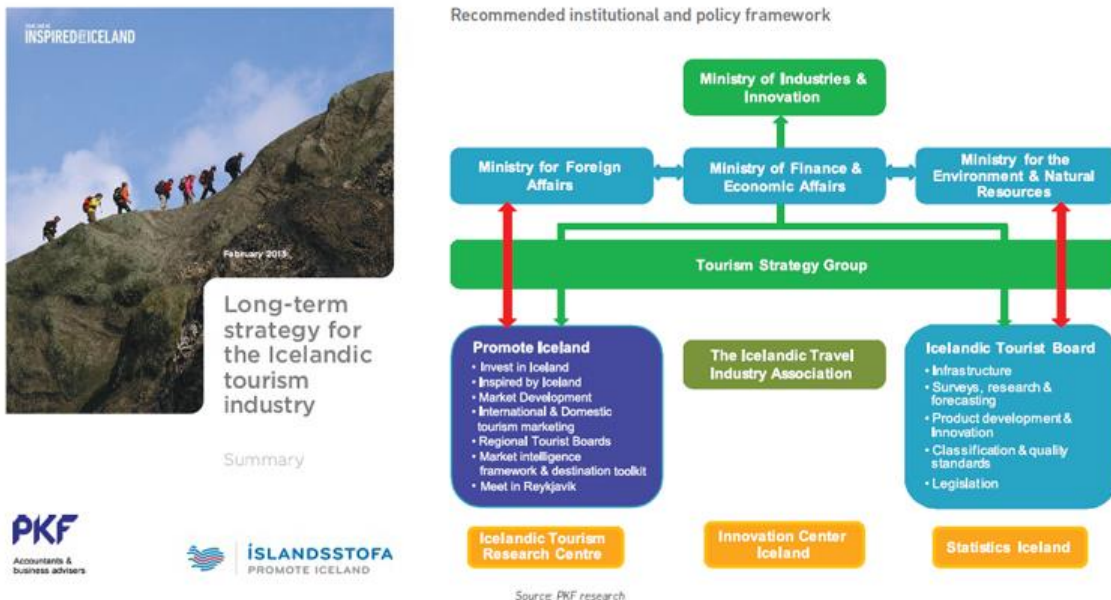 INSPIRED BY ICELAND
February 2013
Long-term
strategy for
the Icelandic
tourism
industry
Summary
PKF
Accountants &
business advisers
ÍSLANDSSTOFA
PROMOTE ICELAND
Recommended institutional and policy framework
Ministry of Industries &
Innovation
Ministry for Foreign
Affairs
Ministry of Finance &
Economic Affairs
Ministry for the
Environment & Natural
Resources
Tourism Strategy Group
Promote Iceland
• Invest in Iceland
• Inspired by Iceland
• Market Development
• International & Domestic
tourism marketing
• Regional Tourist Boards
• Market intelligence
framework & destination toolkit
• Meet in Reykjavik
The Icelandic Travel
Industry Association
Icelandic Tourist Board
• Infrastructure
• Surveys, research &
forecasting
• Product development &
Innovation
• Classification & quality
standards
• Legislation
Icelandic Tourism
Research Centre
Innovation Center
Iceland
Statistics Iceland
Source: PKF research